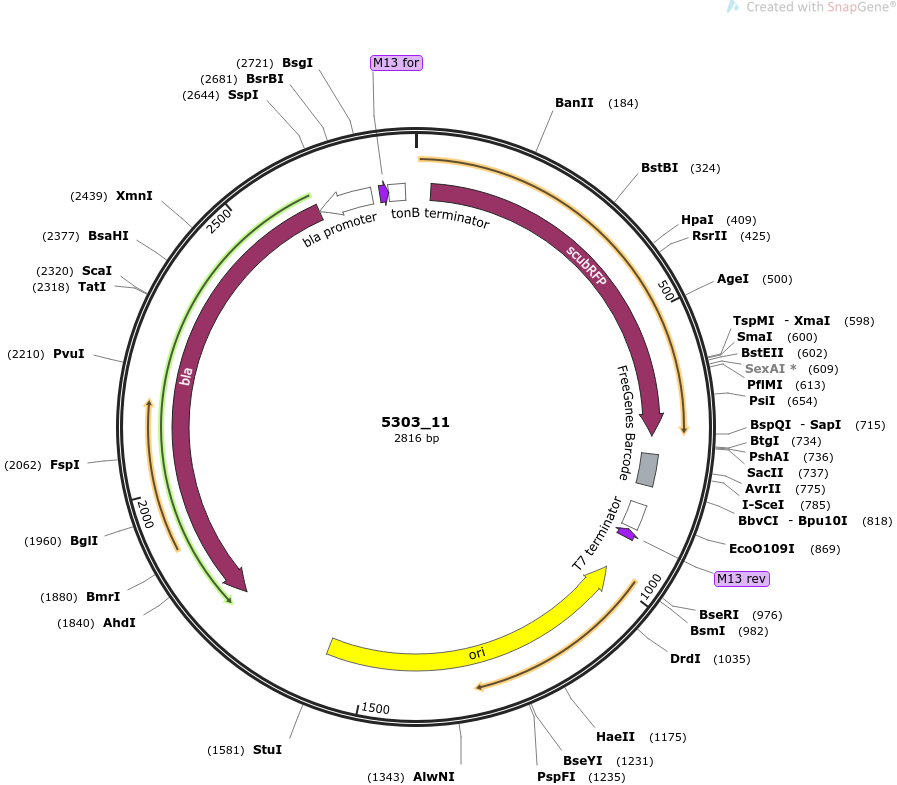 Created with SnapGene®
(2721) BsgI
(2681) BsrBI
(2644) SspI
M13 for
BanII (184)
BstBI (324)
HpaI (409)
RsrII (425)
AgeI (500)
TspMI - XmaI (598)
SmaI (600)
BstEII (602)
SexAI * (609)
PflMI (613)
PsiI (654)
BspQI - SapI (715)
BtgI (734)
PshAI (736)
SacII (737)
AvrII (775)
I-SceI (785)
BbvCI - Bpu10I (818)
EcoO109I (869)
M13 rev
BseRI (976)
BsmI (982)
DrdI (1035)
HaeII (1175)
BseYI (1231)
PspFI (1235)
(1343) AlwNI
(1581) StuI
(1840) AhdI
(1880) BmrI
(1960) BglI
(2062) FspI
(2210) PvuI
(2318) TatI
(2320) ScaI
(2377) BsaHI
(2439) XmnI
500
1000
1500
2000
2500
bla promoter
tonB terminator
scubRFP
FreeGenes Barcode
T7 terminator
ori
bla
5303_11
2816 bp